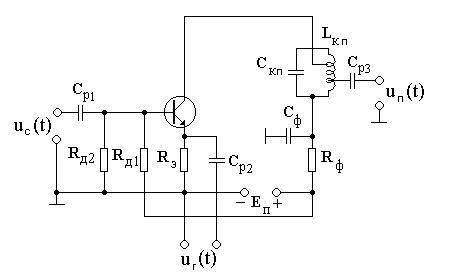 Lкп
Cкп
Cр3
Cр1
uп(t)
Cф
uс(t)
Rд2
Rд1
Rэ
Cр2
Rф
− Eп +
uг(t)